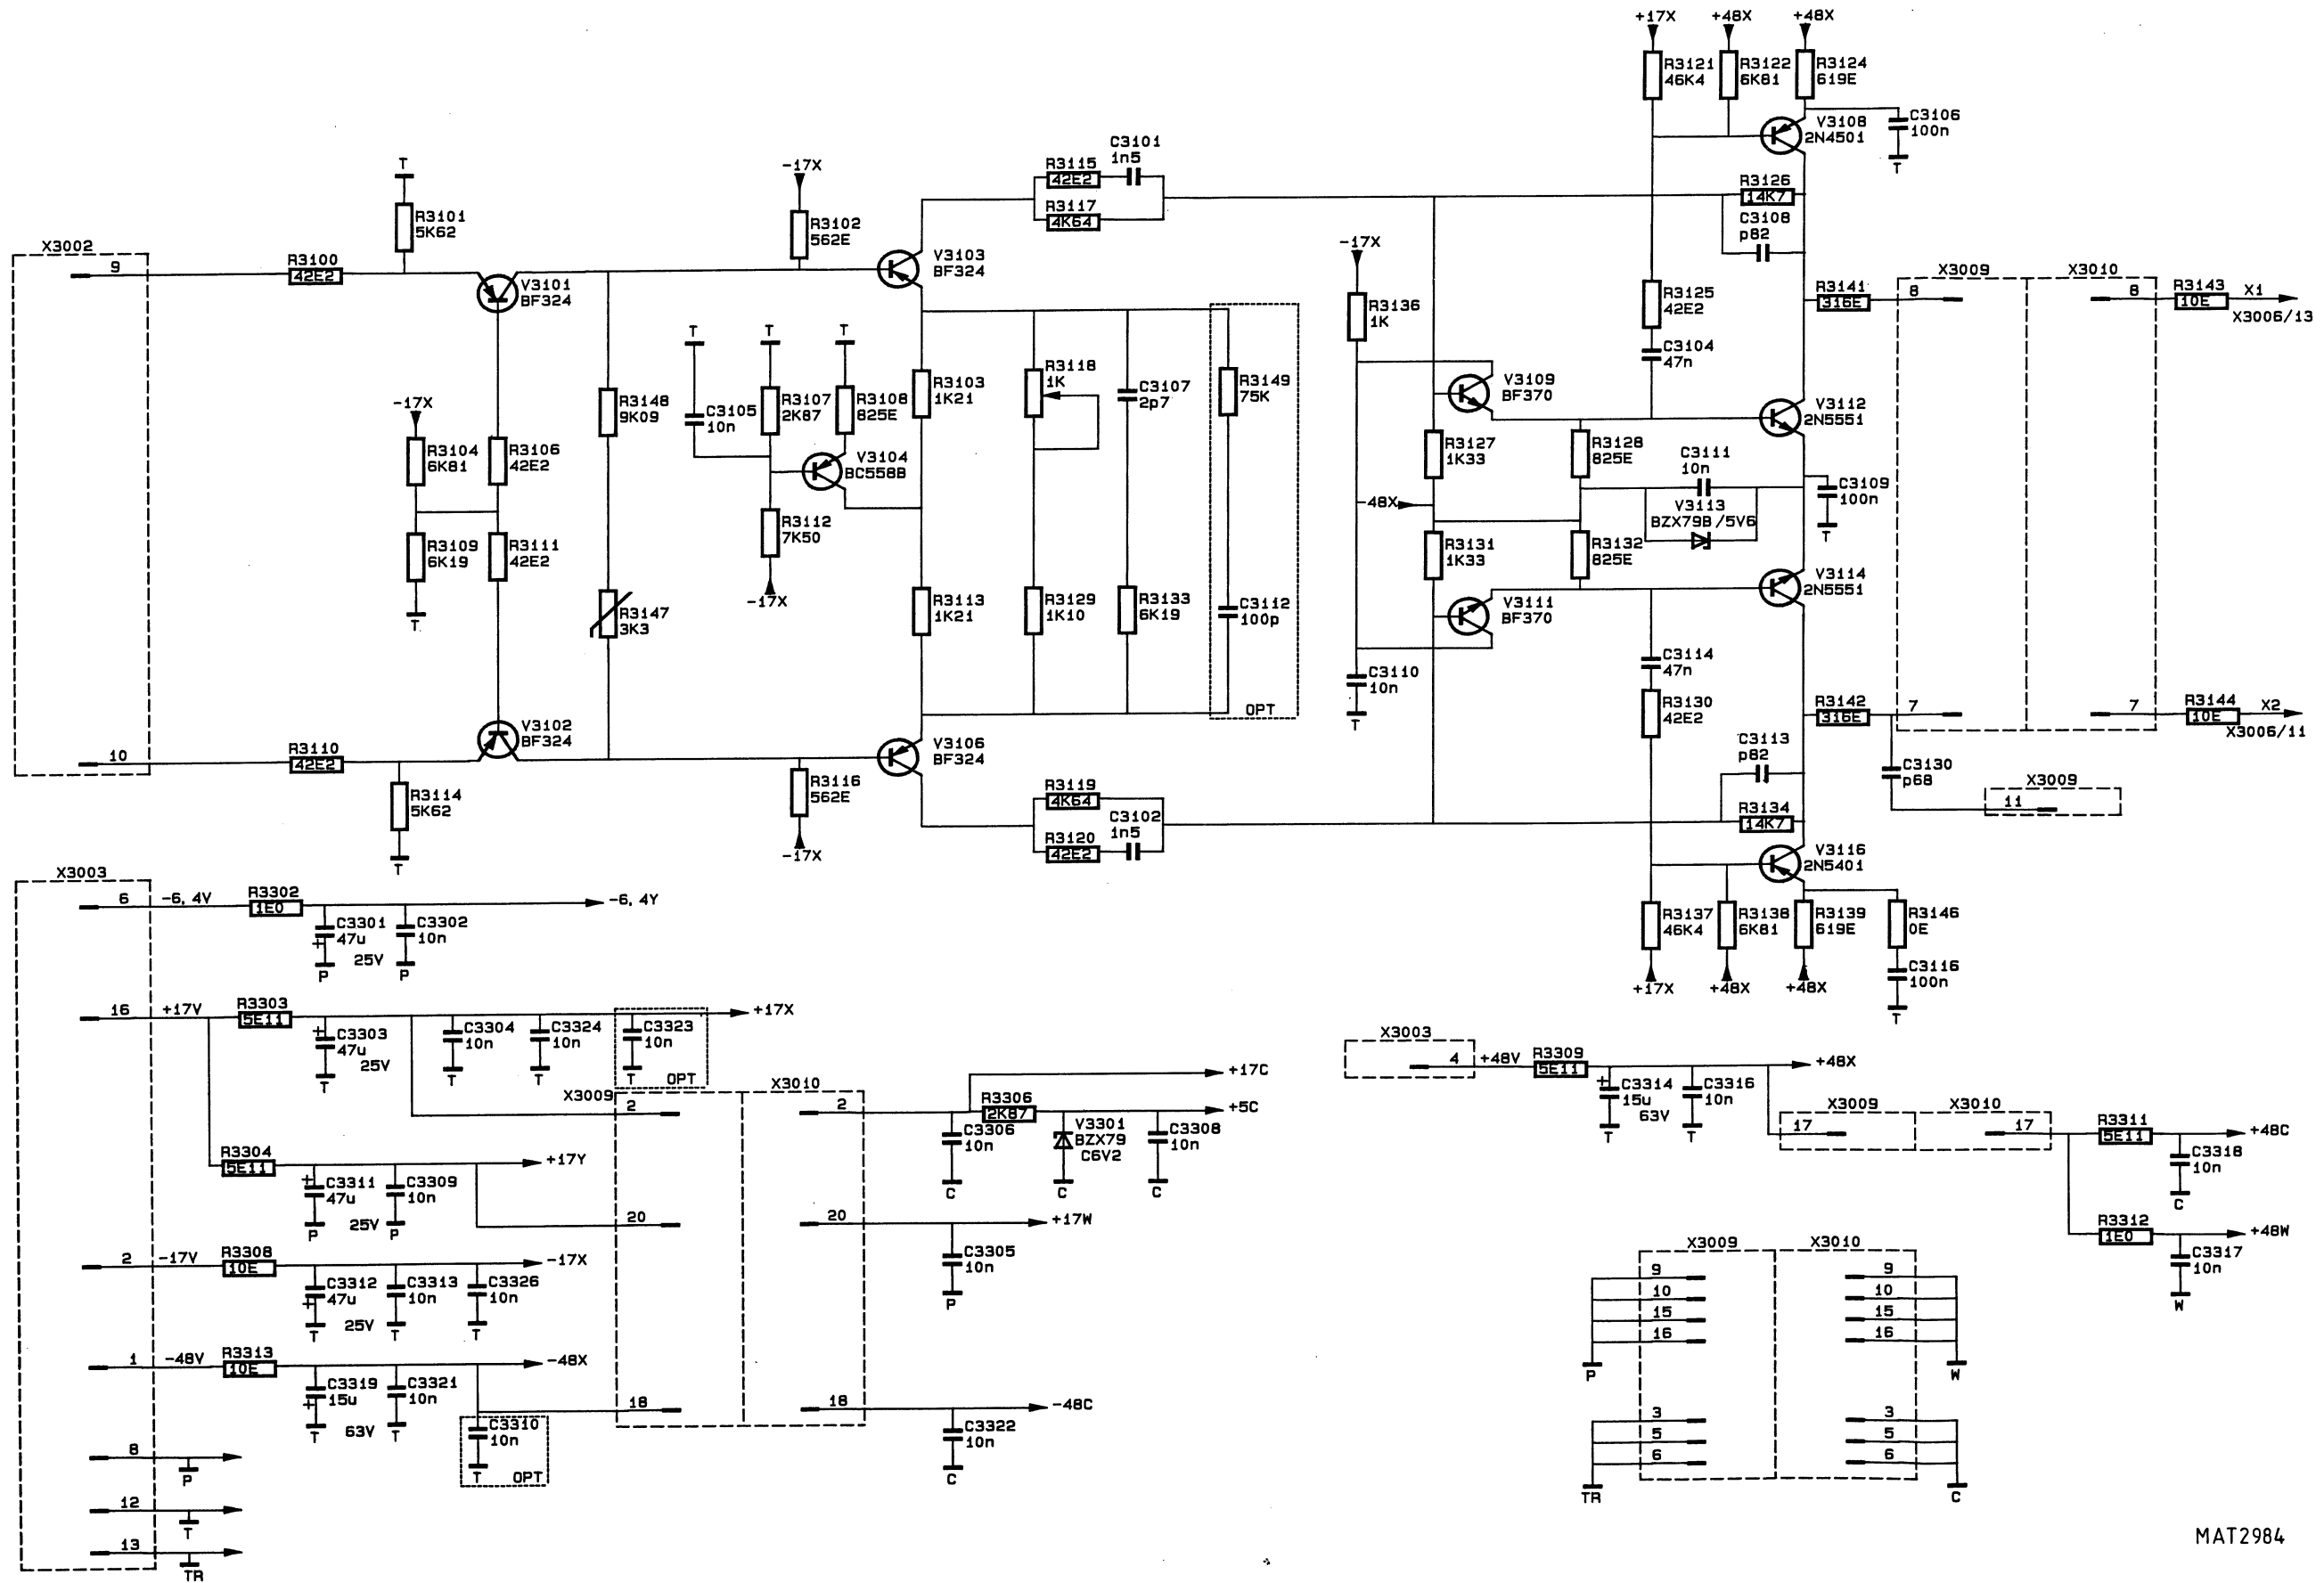 +17X +48X +48X
R3121 46K4
R3122 6K81
R3124 619E
V3108 2N4501
C3106 100n
T
T
R3101 5K62
-17X
R3102 562E
R3115 42E2
C3101 1n5
R3117 4K64
R3126 14K7
C3108 p82
X3002
9
R3100 42E2
V3101 BF324
V3103 BF324
-17X
R3136 1K
R3125 42E2
C3104 47n
R3141 316E
X3009
8
X3010
8
R3143 10E
X1
X3006/13
T T T
C3105 10n
R3107 2K87
R3108 825E
R3103 1K21
R3118 1K
C3107 2p7
R3149 75K
V3109 BF370
V3112 2N5551
-17X
R3104 6K81
R3106 42E2
R3148 9K09
V3104 BC558B
R3127 1K33
R3128 825E
C3111 10n
C3109 100n
T
-48X
V3113 BZX79B/5V6
R3109 6K19
T
R3111 42E2
R3112 7K50
-17X
R3131 1K33
R3132 825E
R3147 3K3
R3113 1K21
R3129 1K10
R3133 6K19
C3112 100p
OPT
V3111 BF370
V3114 2N5551
C3110 10n
T
C3114 47n
R3130 42E2
R3142 316E
7
7
R3144 10E
X2
X3006/11
10
R3110 42E2
V3102 BF324
V3106 BF324
R3114 5K62
T
R3116 562E
-17X
R3119 4K64
C3102 1n5
R3120 42E2
C3113 p82
R3134 14K7
C3130 p68
X3009
11
V3116 2N5401
R3137 46K4
R3138 6K81
R3139 619E
R3146 0E
C3116 100n
T
+17X +48X +48X
X3003
6
-6,4V
R3302 1E0
C3301 47u
25V
P
C3302 10n
P
-6,4Y
16
+17V
R3303 5E11
C3303 47u
25V
T
C3304 10n
T
C3324 10n
T
C3323 10n
T
OPT
+17X
R3304 5E11
C3311 47u
25V
P
C3309 10n
P
+17Y
X3009
2
20
18
X3010
2
20
18
+17C
R3306 2K87
+5C
C3306 10n
C
V3301 BZX79 C6V2
C
C3308 10n
C
+17W
C3305 10n
P
2
-17V
R3308 10E
C3312 47u
25V
T
C3313 10n
T
C3326 10n
T
-17X
1
-48V
R3313 10E
C3319 15u
63V
T
C3321 10n
T
C3310 10n
T
OPT
-48X
-48C
C3322 10n
C
8
P
12
T
13
TR
X3003
4
+48V
R3309 5E11
C3314 15u
63V
T
C3316 10n
T
+48X
X3009
17
X3010
17
R3311 5E11
+48C
C3318 10n
C
R3312 1E0
+48W
C3317 10n
W
X3009 X3010
9 9
10 10
15 15
16 16
P W
3 3
5 5
6 6
TR C
MAT2984